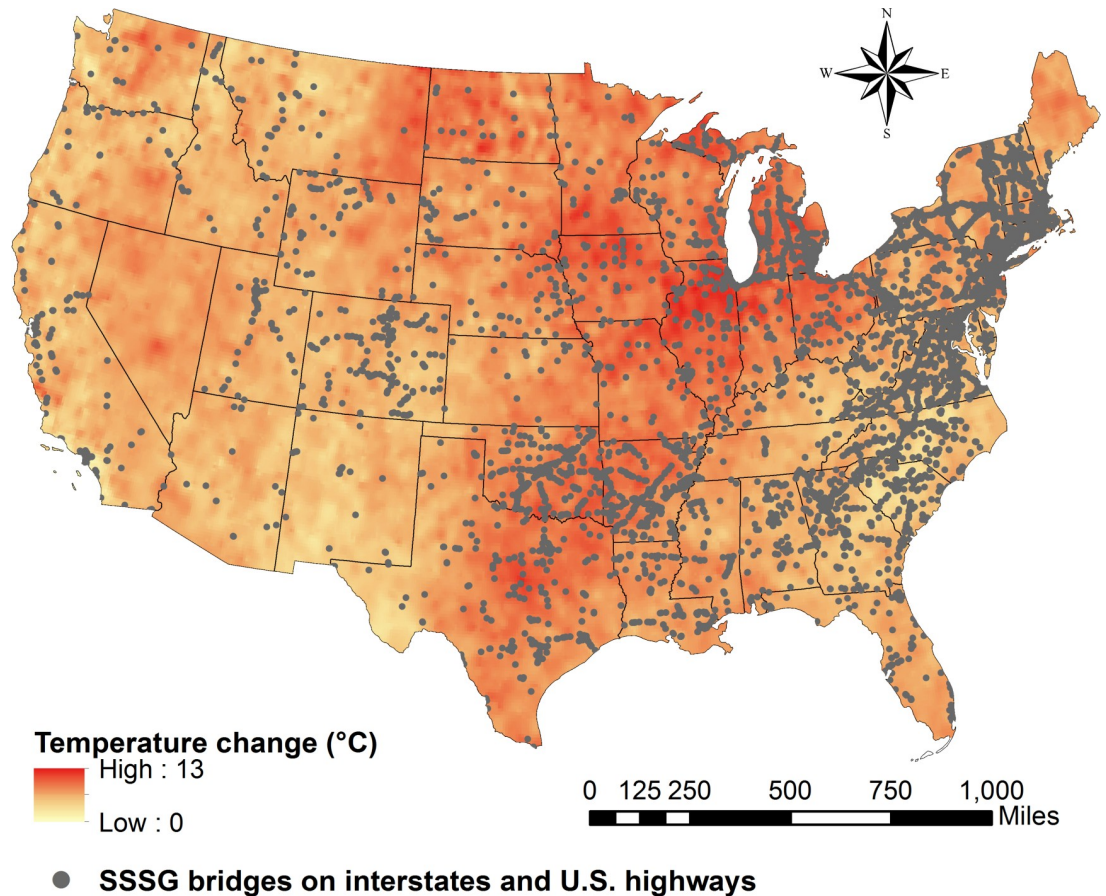 N
W E
S
Temperature change (°C)
High : 13
Low : 0
0 125 250 500 750 1,000
Miles
SSSG bridges on interstates and U.S. highways